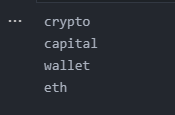 ... crypto
capital
wallet
eth